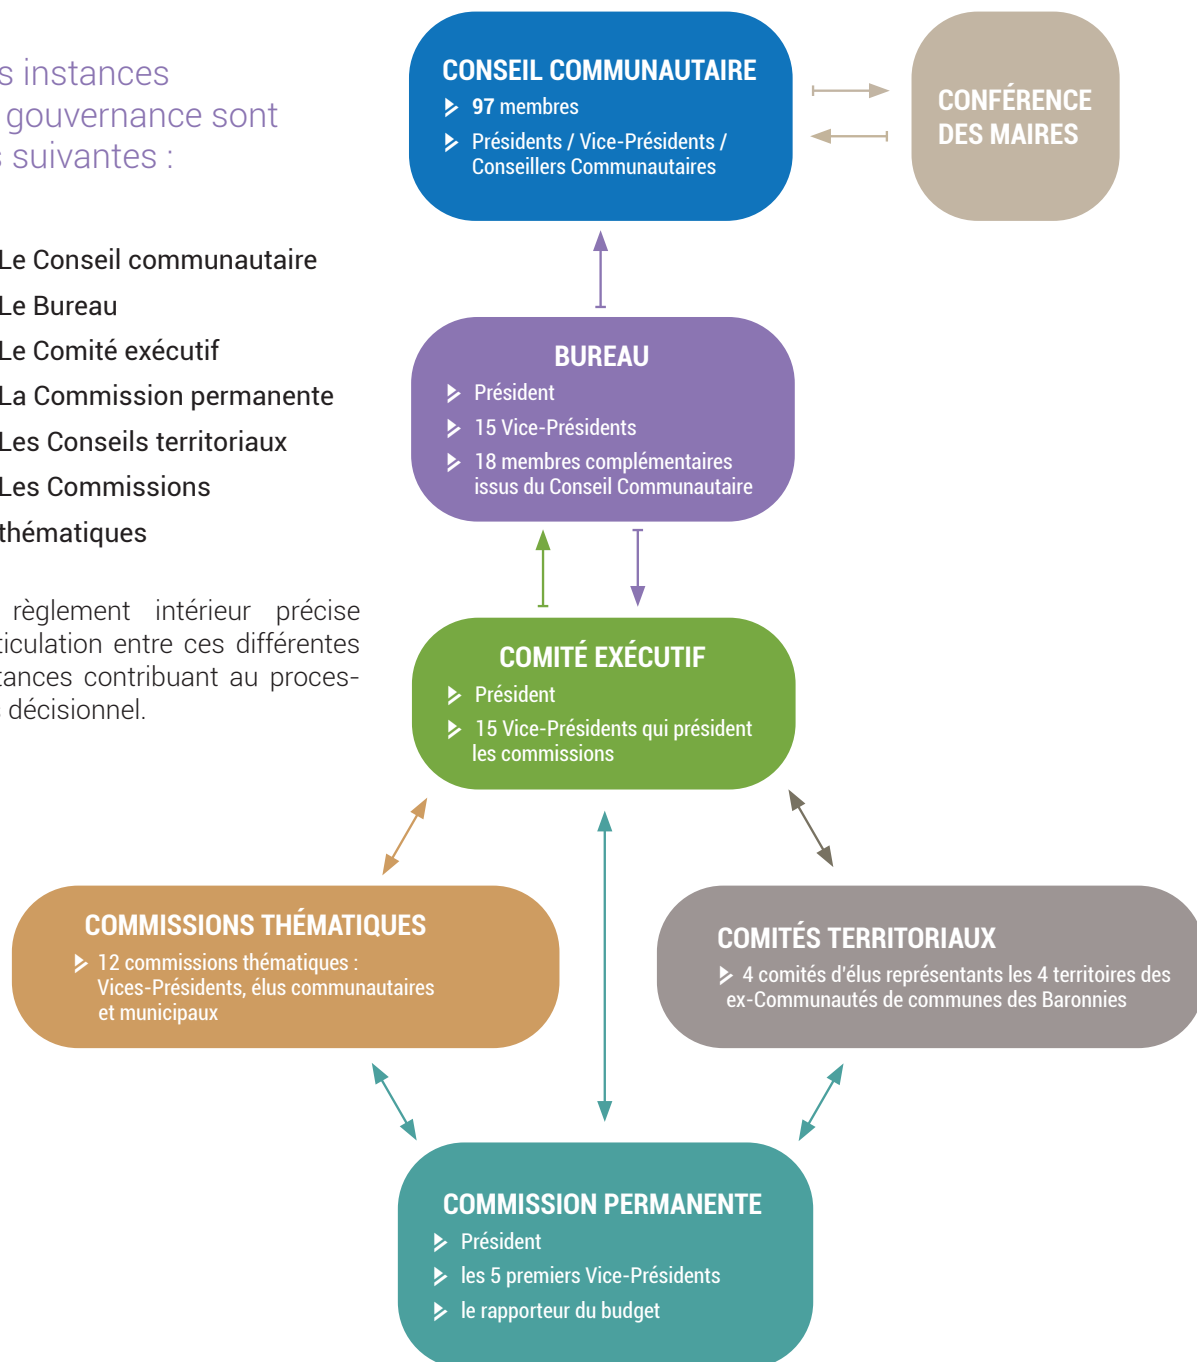 s instances
gouvernance sont
s suivantes :
Le Conseil communautaire
Le Bureau
Le Comité exécutif
La Commission permanente
Les Conseils territoriaux
Les Commissions
thématiques
règlement intérieur précise
ticulation entre ces différentes
tances contribuant au proces-
s décisionnel.
CONSEIL COMMUNAUTAIRE
97 membres
Présidents / Vice-Présidents /
Conseillers Communautaires
CONFÉRENCE
DES MAIRES
BUREAU
Président
15 Vice-Présidents
18 membres complémentaires
issus du Conseil Communautaire
COMITÉ EXÉCUTIF
Président
15 Vice-Présidents qui président
les commissions
COMMISSIONS THÉMATIQUES
12 commissions thématiques :
Vices-Présidents, élus communautaires
et municipaux
COMITÉS TERRITORIAUX
4 comités d'élus représentants les 4 territoires des
ex-Communautés de communes des Baronnies
COMMISSION PERMANENTE
Président
les 5 premiers Vice-Présidents
le rapporteur du budget